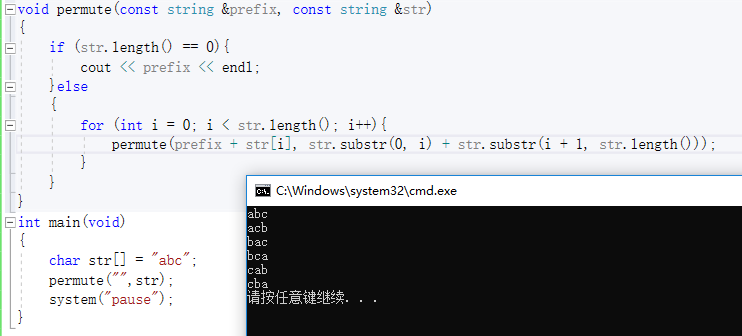 void permute(const string &prefix, const string &str)
{
if (str.length() == 0){
cout << prefix << endl;
}else
{
for (int i = 0; i < str.length(); i++){
permute(prefix + str[i], str.substr(0, i) + str.substr(i + 1, str.length()));
}
}
}
int main(void)
{
char str[] = "abc";
permute("",str);
system("pause");
}
C:\Windows\system32\cmd.exe
abc
acb
bac
bca
cab
cba
请按任意键继续. . .